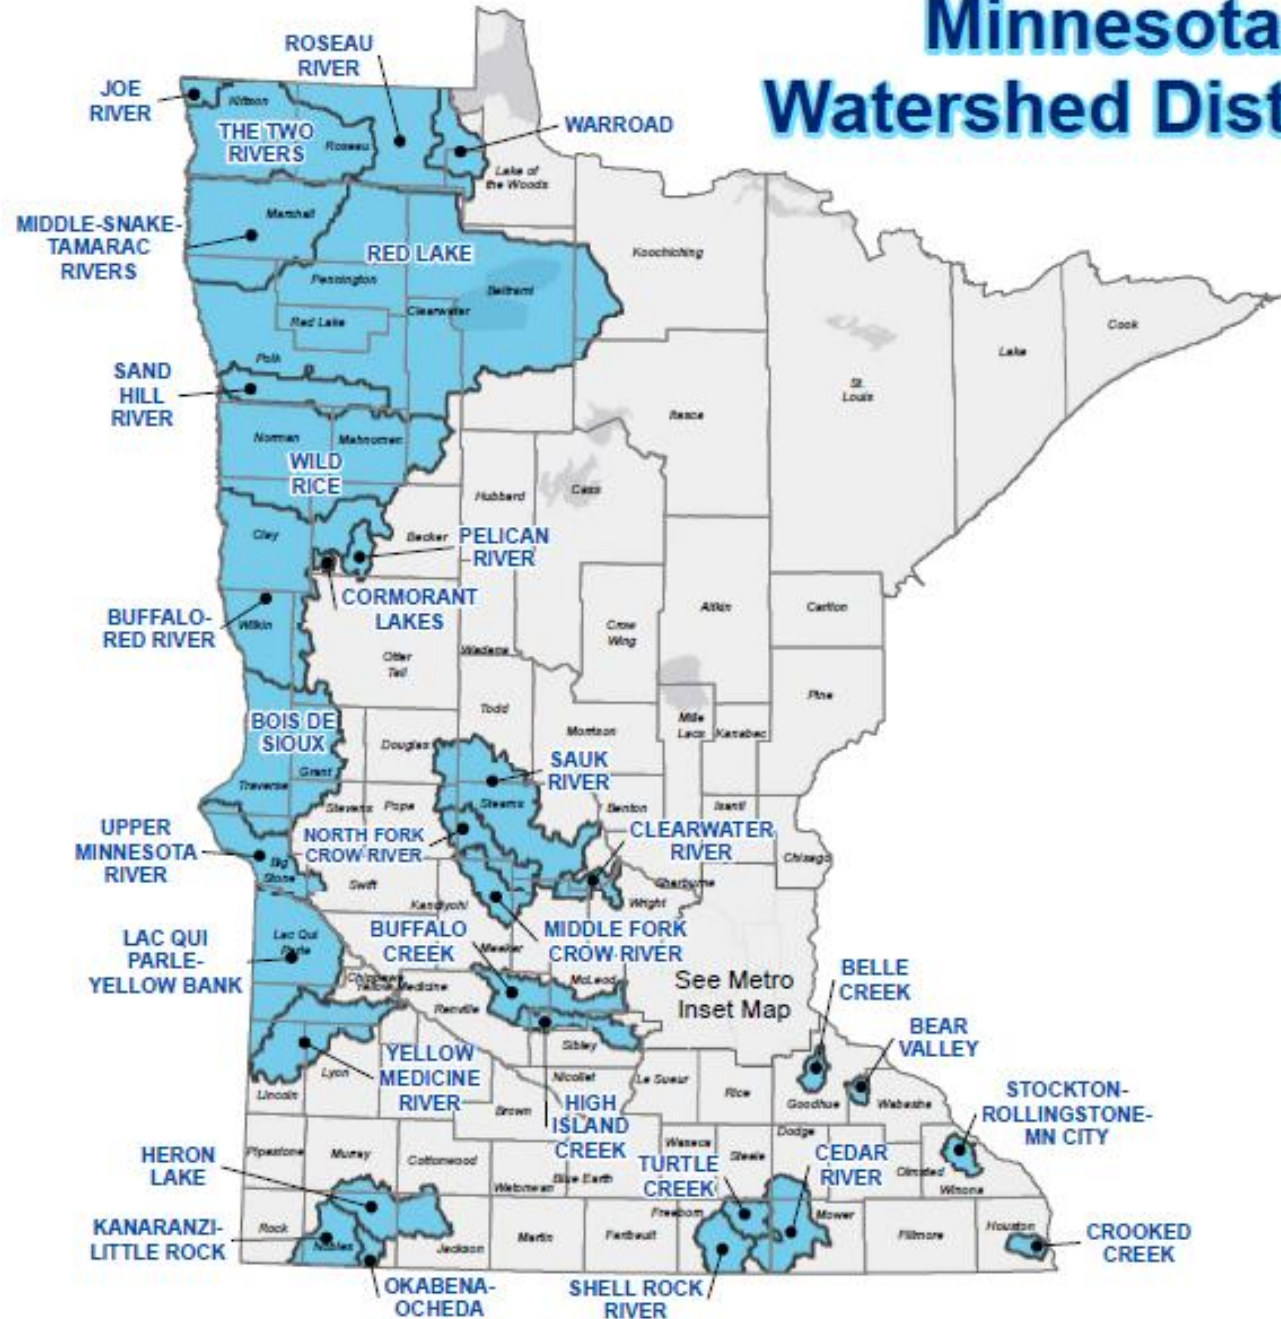 Minnesota
Watershed Dist
ROSEAU
RIVER
JOE
RIVER
Kittson
THE TWO
RIVERS
Roseau
WARROAD
Lake of
the Woods
MIDDLE-SNAKE-
TAMARAC
RIVERS
Marshall
RED LAKE
Koochiching
Pennington
Beltrami
Clearwater
Red Lake
Cook
Lake
Polk
SAND
HILL
RIVER
St.
Louis
Itasca
Norman
Mahnomen
WILD
RICE
Hubbard
Cass
Clay
Becker
PELICAN
RIVER
CORMORANT
LAKES
BUFFALO-
RED RIVER
Wilkin
Aitkin
Carlton
Crow
Wing
Otter
Tail
Wadena
Pine
Todd
BOIS DE
SIOUX
Mille
Lacs
Kanabec
Morrison
Douglas
SAUK
RIVER
Grant
Traverse
Stevens
Pope
Stearns
Benton
Isanti
UPPER
MINNESOTA
RIVER
NORTH FORK
CROW RIVER
CLEARWATER
RIVER
Big
Stone
Chisago
Swift
Sherburne
Kandiyohi
Wright
LAC QUI
PARLE-
YELLOW BANK
Lac Qui
Parle
BUFFALO
CREEK
MIDDLE FORK
CROW RIVER
Meeker
McLeod
See Metro
Inset Map
BELLE
CREEK
Chippewa
Yellow Medicine
Renville
BEAR
VALLEY
Sibley
YELLOW
MEDICINE
RIVER
Lyon
Lincoln
Nicollet
Le Sueur
Rice
Goodhue
Wabasha
STOCKTON-
ROLLINGSTONE-
MN CITY
Brown
HIGH
ISLAND
CREEK
HERON
LAKE
Pipestone
Murray
Cottonwood
Watonwan
Blue Earth
Waseca
Steele
Dodge
TURTLE
CREEK
CEDAR
RIVER
Olmsted
Winona
KANARANZI-
LITTLE ROCK
Rock
Nobles
Jackson
Martin
Faribault
Freeborn
Mower
Fillmore
Houston
CROOKED
CREEK
OKABENA-
OCHEDA
SHELL ROCK
RIVER